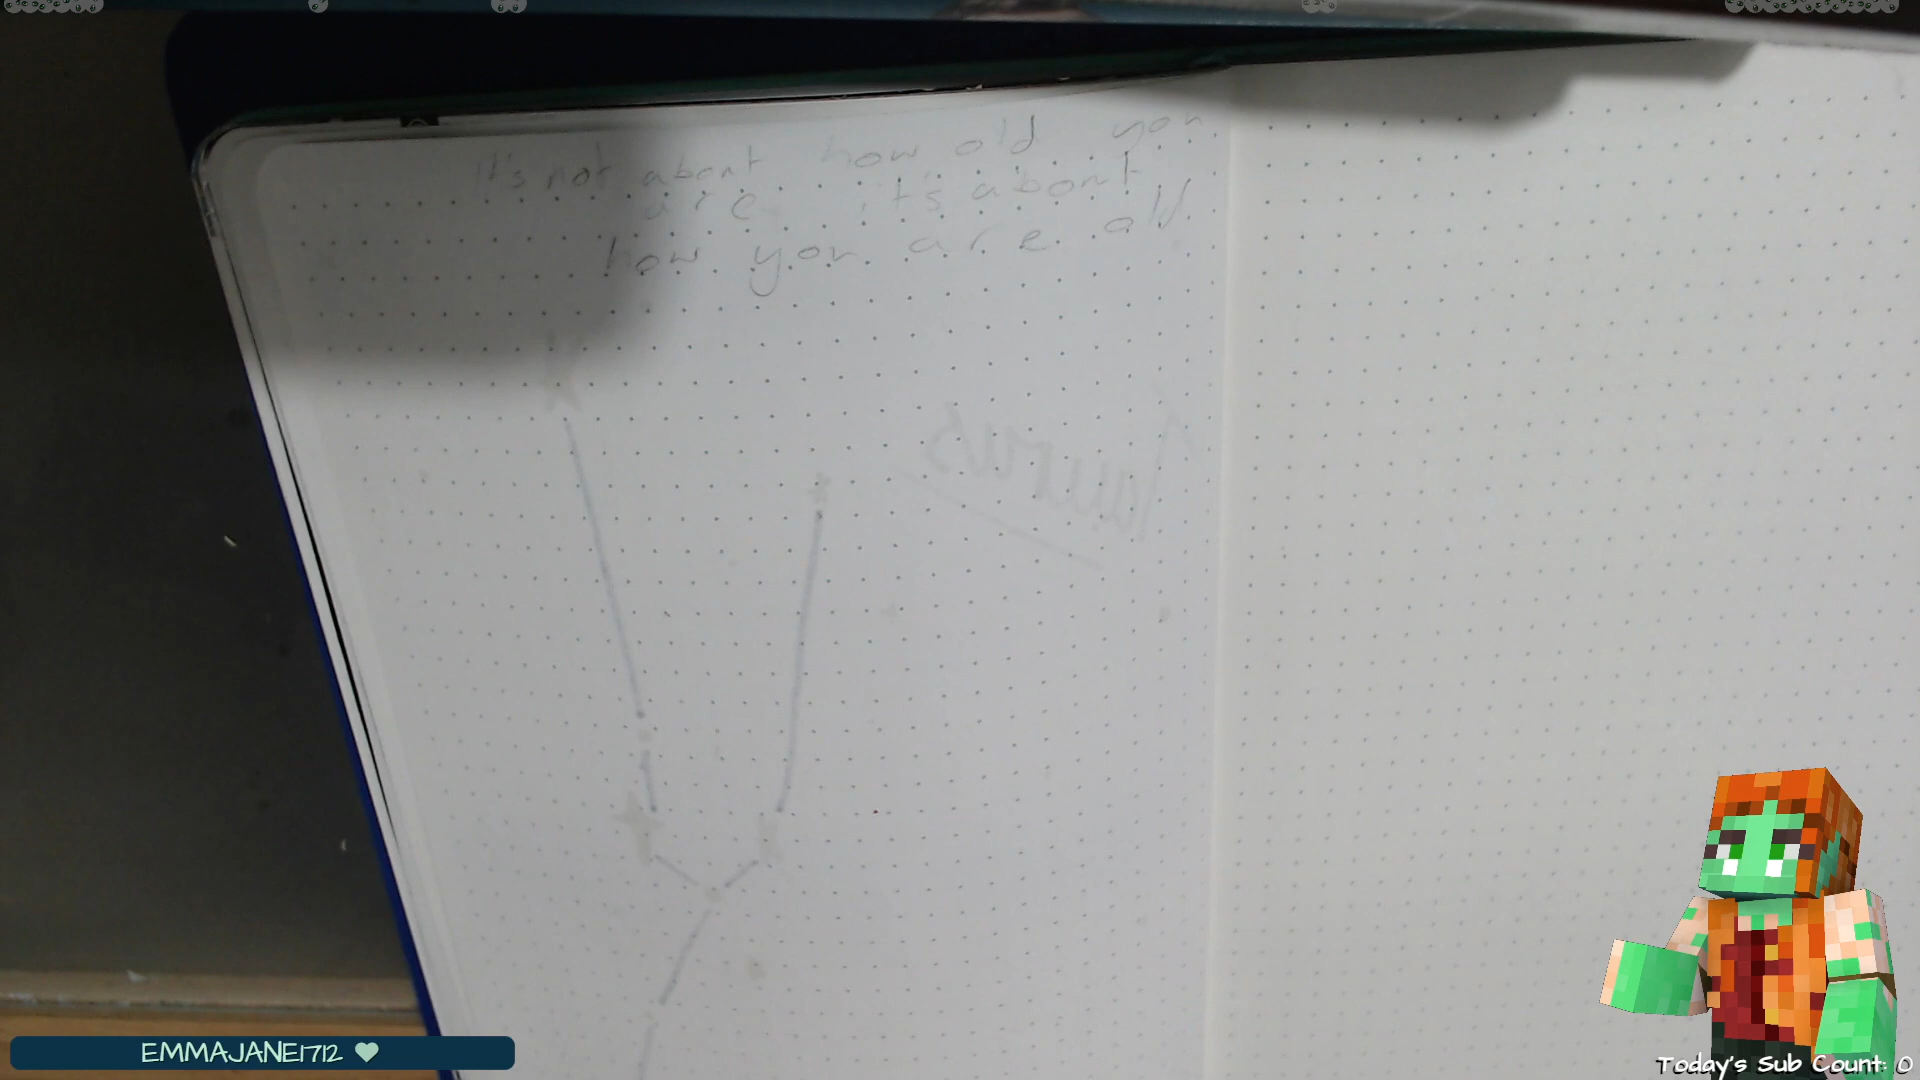 It's not about how old you
are it's about
how you are old
Taurus
EMMAJANE1712
Today's Sub Count: 0